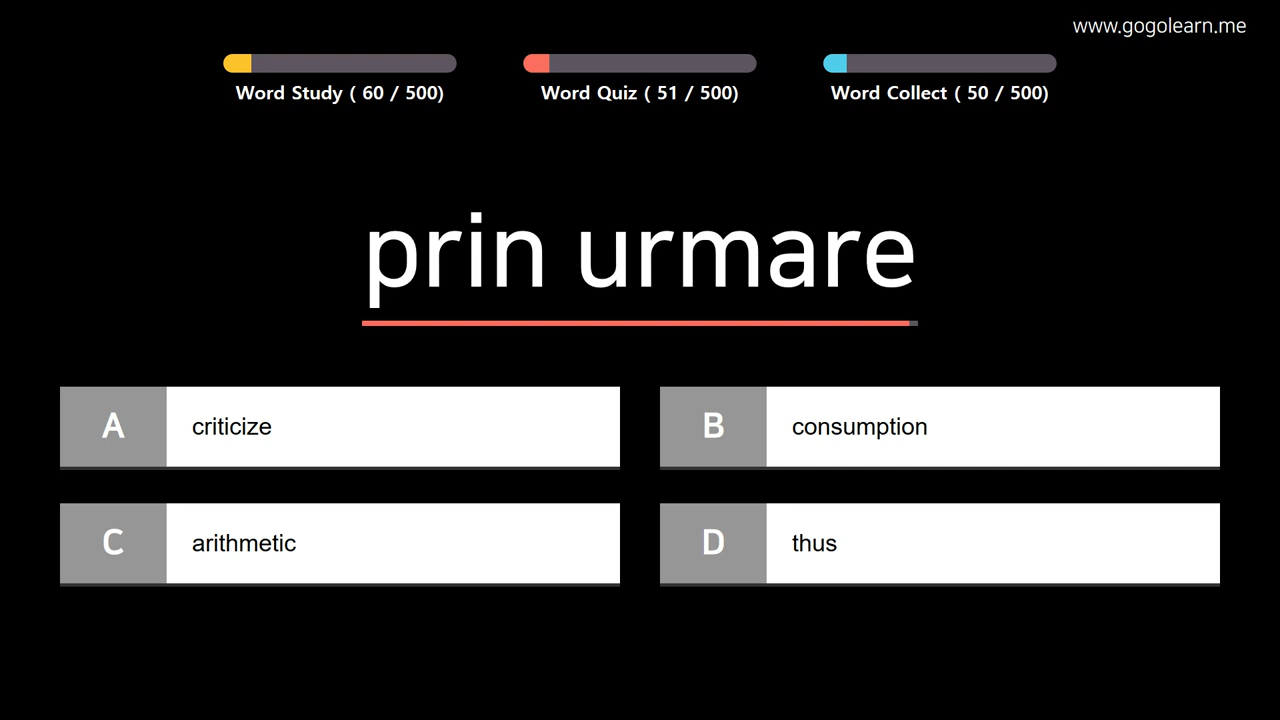 www.gogolearn.me
Word Study ( 60 / 500)
Word Quiz ( 51 / 500)
Word Collect ( 50 / 500)
prin urmare
A criticize
B consumption
C arithmetic
D thus